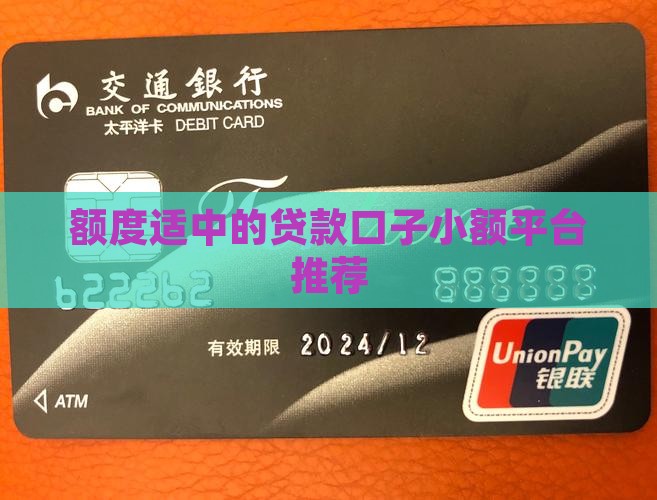 交通銀行
BANK OF COMMUNICATIONS
太平洋卡 DEBIT CARD
额度适中的贷款口子小额平台
推荐
622262 888888
有效期限 2024/12
UnionPay
银联
ATM